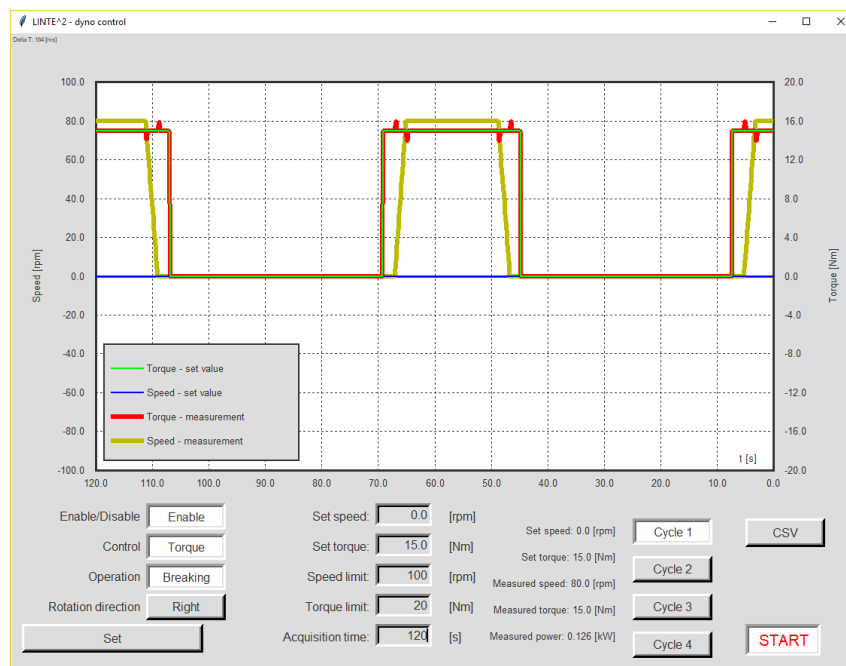 LINTE^2 - dyno control
Delta T: 184 [ms]
100.0 20.0
80.0 16.0
60.0 12.0
40.0 8.0
20.0 4.0
0.0 0.0
-20.0 -4.0
-40.0 -8.0
-60.0 -12.0
-80.0 -16.0
-100.0 -20.0
Speed [rpm]
Torque [Nm]
Torque - set value
Speed - set value
Torque - measurement
Speed - measurement
t [s]
120.0 110.0 100.0 90.0 80.0 70.0 60.0 50.0 40.0 30.0 20.0 10.0 0.0
Enable/Disable Enable
Control Torque
Operation Breaking
Rotation direction Right
Set
Set speed: 0.0 [rpm]
Set torque: 15.0 [Nm]
Speed limit: 100 [rpm]
Torque limit: 20 [Nm]
Acquisition time: 120 [s]
Set speed: 0.0 [rpm]
Set torque: 15.0 [Nm]
Measured speed: 80.0 [rpm]
Measured torque: 15.0 [Nm]
Measured power: 0.126 [kW]
Cycle 1
Cycle 2
Cycle 3
Cycle 4
CSV
START